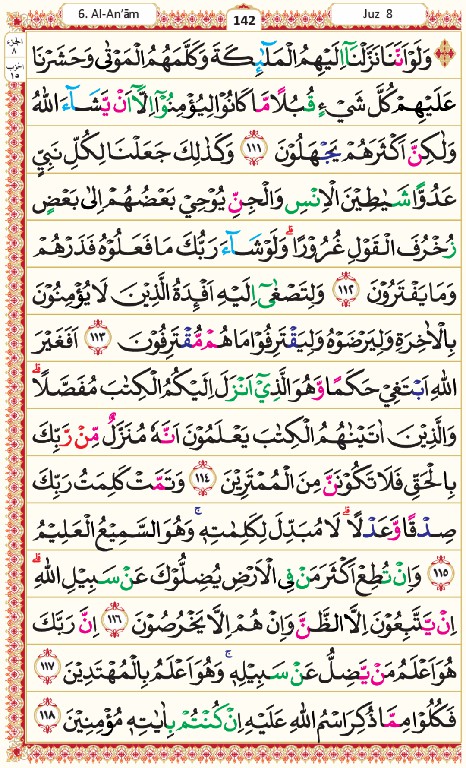 6. Al-An'ām
142
Juz 8
الجزء ٨
الحزب ١٥
وَلَوْ اَنَّنَا نَزَّلْنَآ اِلَيْهِمُ الْمَلٰٓئِكَةَ وَكَلَّمَهُمُ الْمَوْتٰى وَحَشَرْنَا
عَلَيْهِمْ كُلَّ شَيْءٍ قُبُلًا مَّا كَانُوْا لِيُؤْمِنُوْٓا اِلَّآ اَنْ يَّشَآءَ اللّٰهُ
وَلٰكِنَّ اَكْثَرَهُمْ يَجْهَلُوْنَ ١١١ وَكَذٰلِكَ جَعَلْنَا لِكُلِّ نَبِيٍّ
عَدُوًّا شَيٰطِيْنَ الْاِنْسِ وَالْجِنِّ يُوْحِيْ بَعْضُهُمْ اِلٰى بَعْضٍ
زُخْرُفَ الْقَوْلِ غُرُوْرًا ۗ وَلَوْ شَآءَ رَبُّكَ مَا فَعَلُوْهُ فَذَرْهُمْ
وَمَا يَفْتَرُوْنَ ١١٢ وَلِتَصْغٰٓى اِلَيْهِ اَفْـِٕدَةُ الَّذِيْنَ لَا يُؤْمِنُوْنَ
بِالْاٰخِرَةِ وَلِيَرْضَوْهُ وَلِيَقْتَرِفُوْا مَا هُمْ مُّقْتَرِفُوْنَ ١١٣ اَفَغَيْرَ
اللّٰهِ اَبْتَغِيْ حَكَمًا وَّهُوَ الَّذِيْٓ اَنْزَلَ اِلَيْكُمُ الْكِتٰبَ مُفَصَّلًا ۗ
وَالَّذِيْنَ اٰتَيْنٰهُمُ الْكِتٰبَ يَعْلَمُوْنَ اَنَّهٗ مُنَزَّلٌ مِّنْ رَّبِّكَ
بِالْحَقِّ فَلَا تَكُوْنَنَّ مِنَ الْمُمْتَرِيْنَ ١١٤ وَتَمَّتْ كَلِمَتُ رَبِّكَ
صِدْقًا وَّعَدْلًا ۗ لَا مُبَدِّلَ لِكَلِمٰتِهٖ ۚ وَهُوَ السَّمِيْعُ الْعَلِيْمُ
١١٥ وَاِنْ تُطِعْ اَكْثَرَ مَنْ فِى الْاَرْضِ يُضِلُّوْكَ عَنْ سَبِيْلِ اللّٰهِ ۗ
اِنْ يَّتَّبِعُوْنَ اِلَّا الظَّنَّ وَاِنْ هُمْ اِلَّا يَخْرُصُوْنَ ١١٦ اِنَّ رَبَّكَ
هُوَ اَعْلَمُ مَنْ يَّضِلُّ عَنْ سَبِيْلِهٖ ۚ وَهُوَ اَعْلَمُ بِالْمُهْتَدِيْنَ ١١٧
فَكُلُوْا مِمَّا ذُكِرَ اسْمُ اللّٰهِ عَلَيْهِ اِنْ كُنْتُمْ بِاٰيٰتِهٖ مُؤْمِنِيْنَ ١١٨